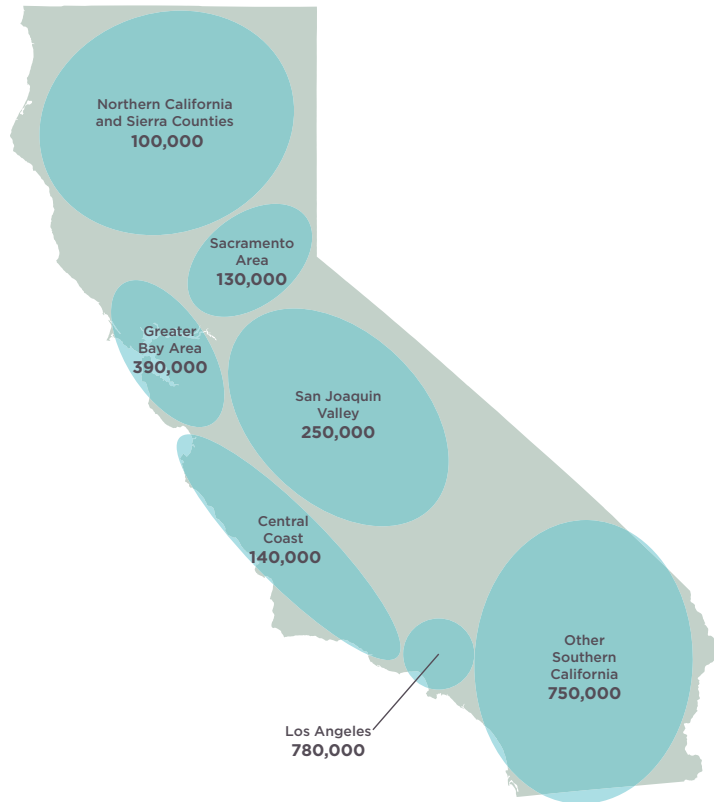 Northern California
and Sierra Counties
100,000
Sacramento
Area
130,000
Greater
Bay Area
390,000
San Joaquin
Valley
250,000
Central
Coast
140,000
Other
Southern
California
750,000
Los Angeles
780,000